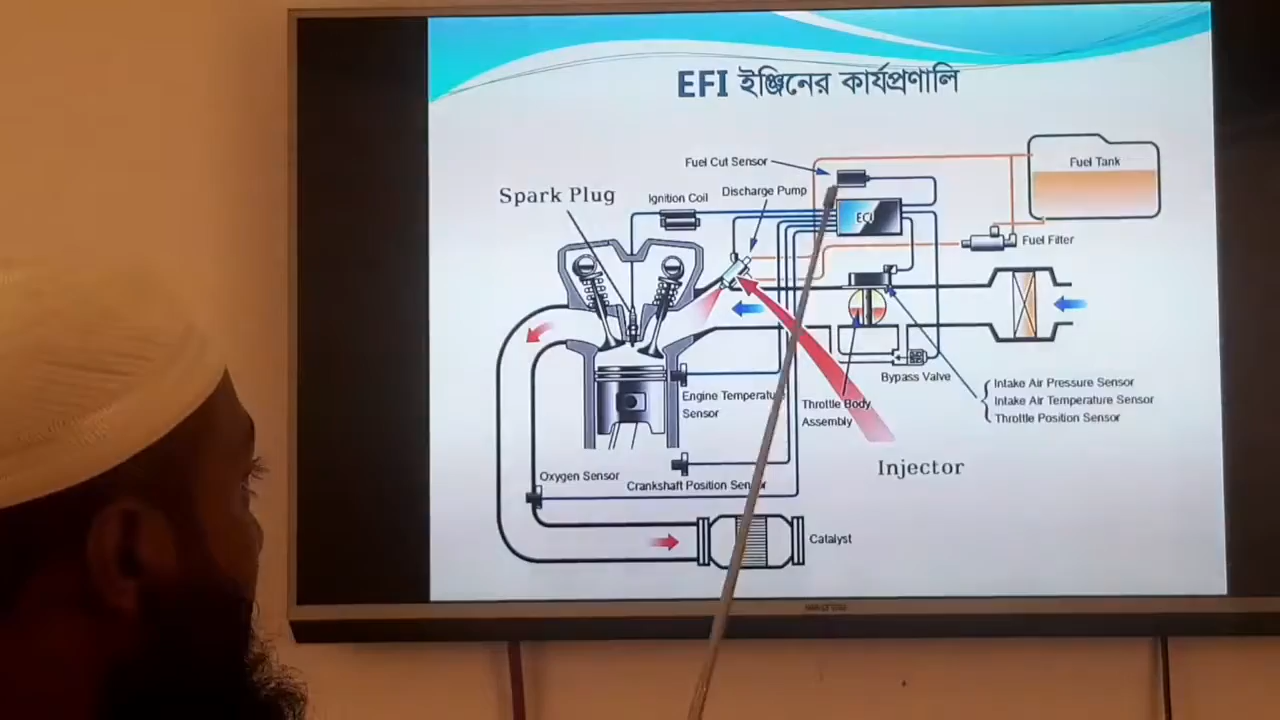 EFI ইঞ্জিনের কার্যপ্রণালি
Fuel Cut Sensor
Fuel Tank
Spark Plug
Ignition Coil
Discharge Pump
ECU
Fuel Filter
Bypass Valve
Intake Air Pressure Sensor
Intake Air Temperature Sensor
Throttle Position Sensor
Engine Temperatu
Sensor
Throttle Body
Assembly
Injector
Oxygen Sensor
Crankshaft Position Sen
Catalyst